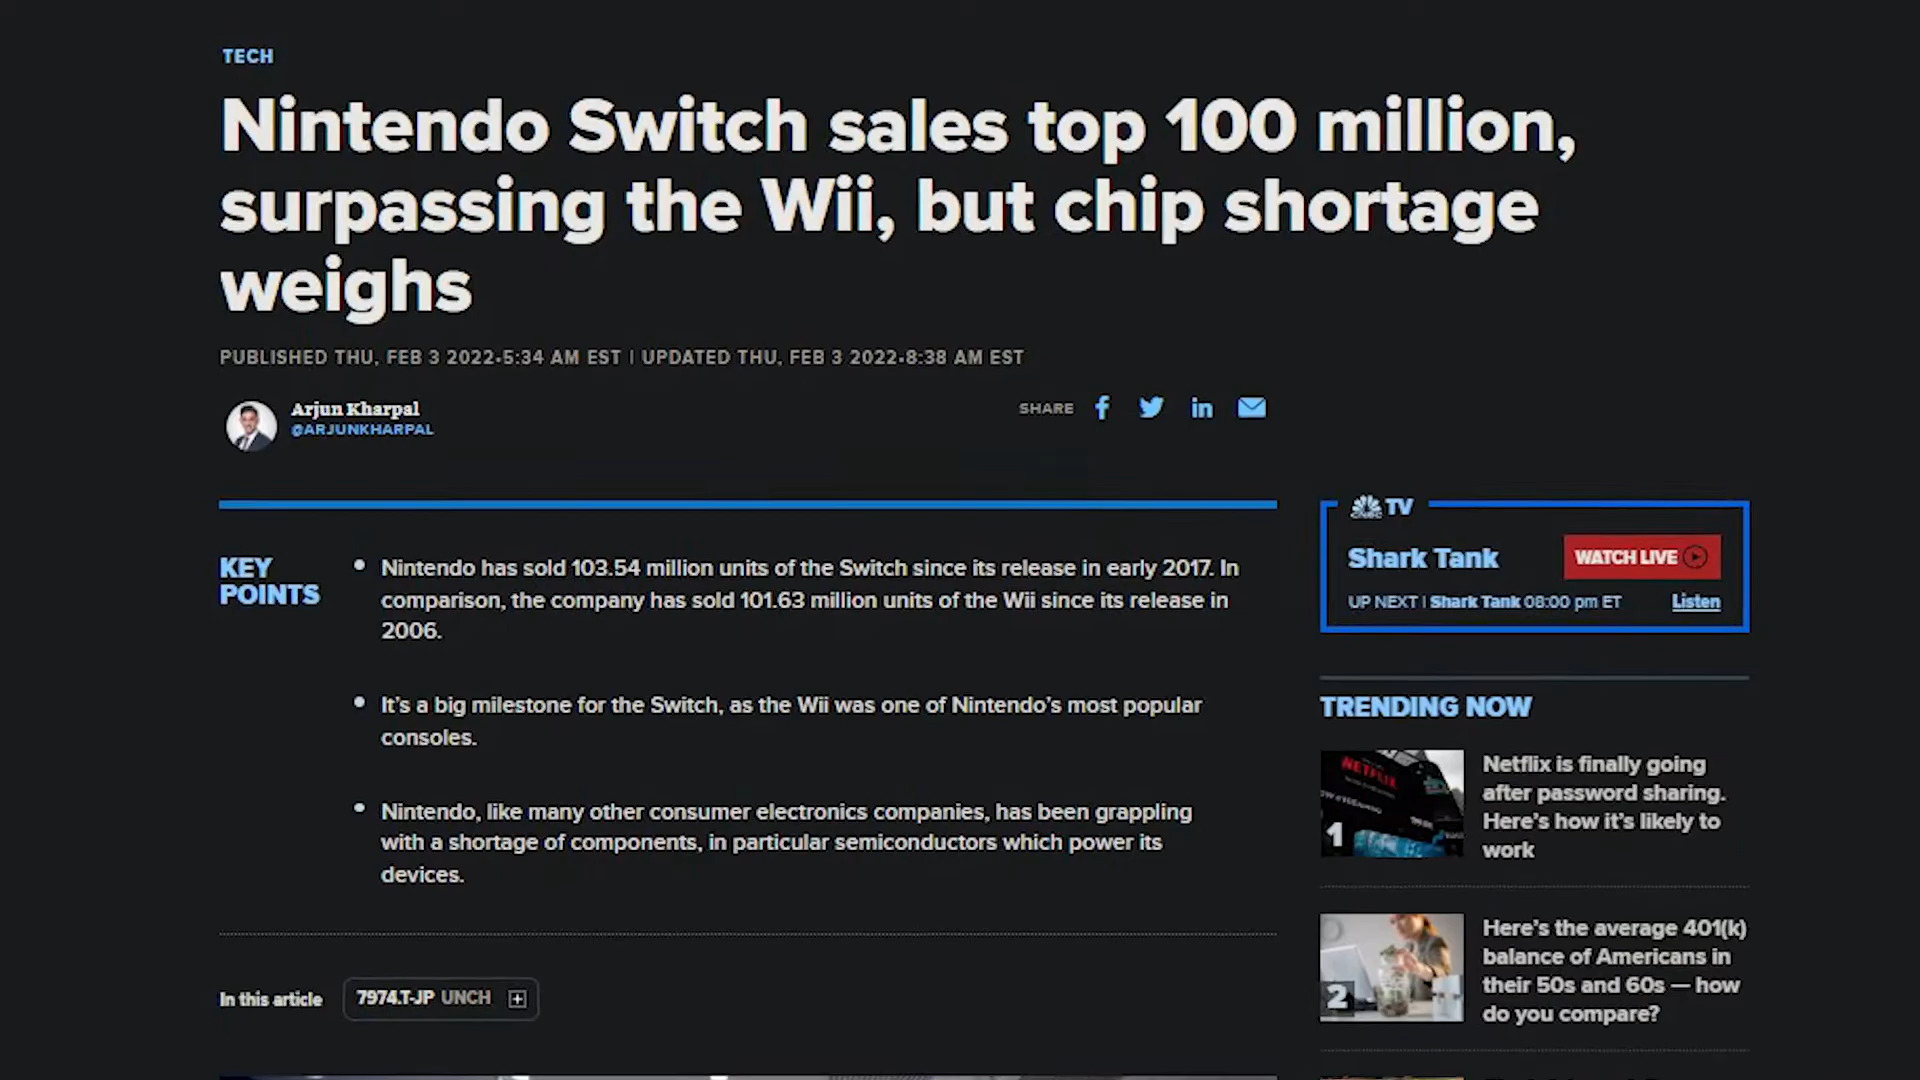 TECH
Nintendo Switch sales top 100 million,
surpassing the Wii, but chip shortage
weighs
PUBLISHED THU, FEB 3 2022•5:34 AM EST | UPDATED THU, FEB 3 2022•8:38 AM EST
Arjun Kharpal
@ARJUNKHARPAL
SHARE
KEY
POINTS
• Nintendo has sold 103.54 million units of the Switch since its release in early 2017. In
comparison, the company has sold 101.63 million units of the Wii since its release in
2006.
• It’s a big milestone for the Switch, as the Wii was one of Nintendo’s most popular
consoles.
• Nintendo, like many other consumer electronics companies, has been grappling
with a shortage of components, in particular semiconductors which power its
devices.
In this article
7974.T-JP UNCH
CNBC TV
Shark Tank
WATCH LIVE
UP NEXT | Shark Tank 08:00 pm ET
Listen
TRENDING NOW
NETFLIX
1
Netflix is finally going
after password sharing.
Here’s how it’s likely to
work
2
Here’s the average 401(k)
balance of Americans in
their 50s and 60s — how
do you compare?